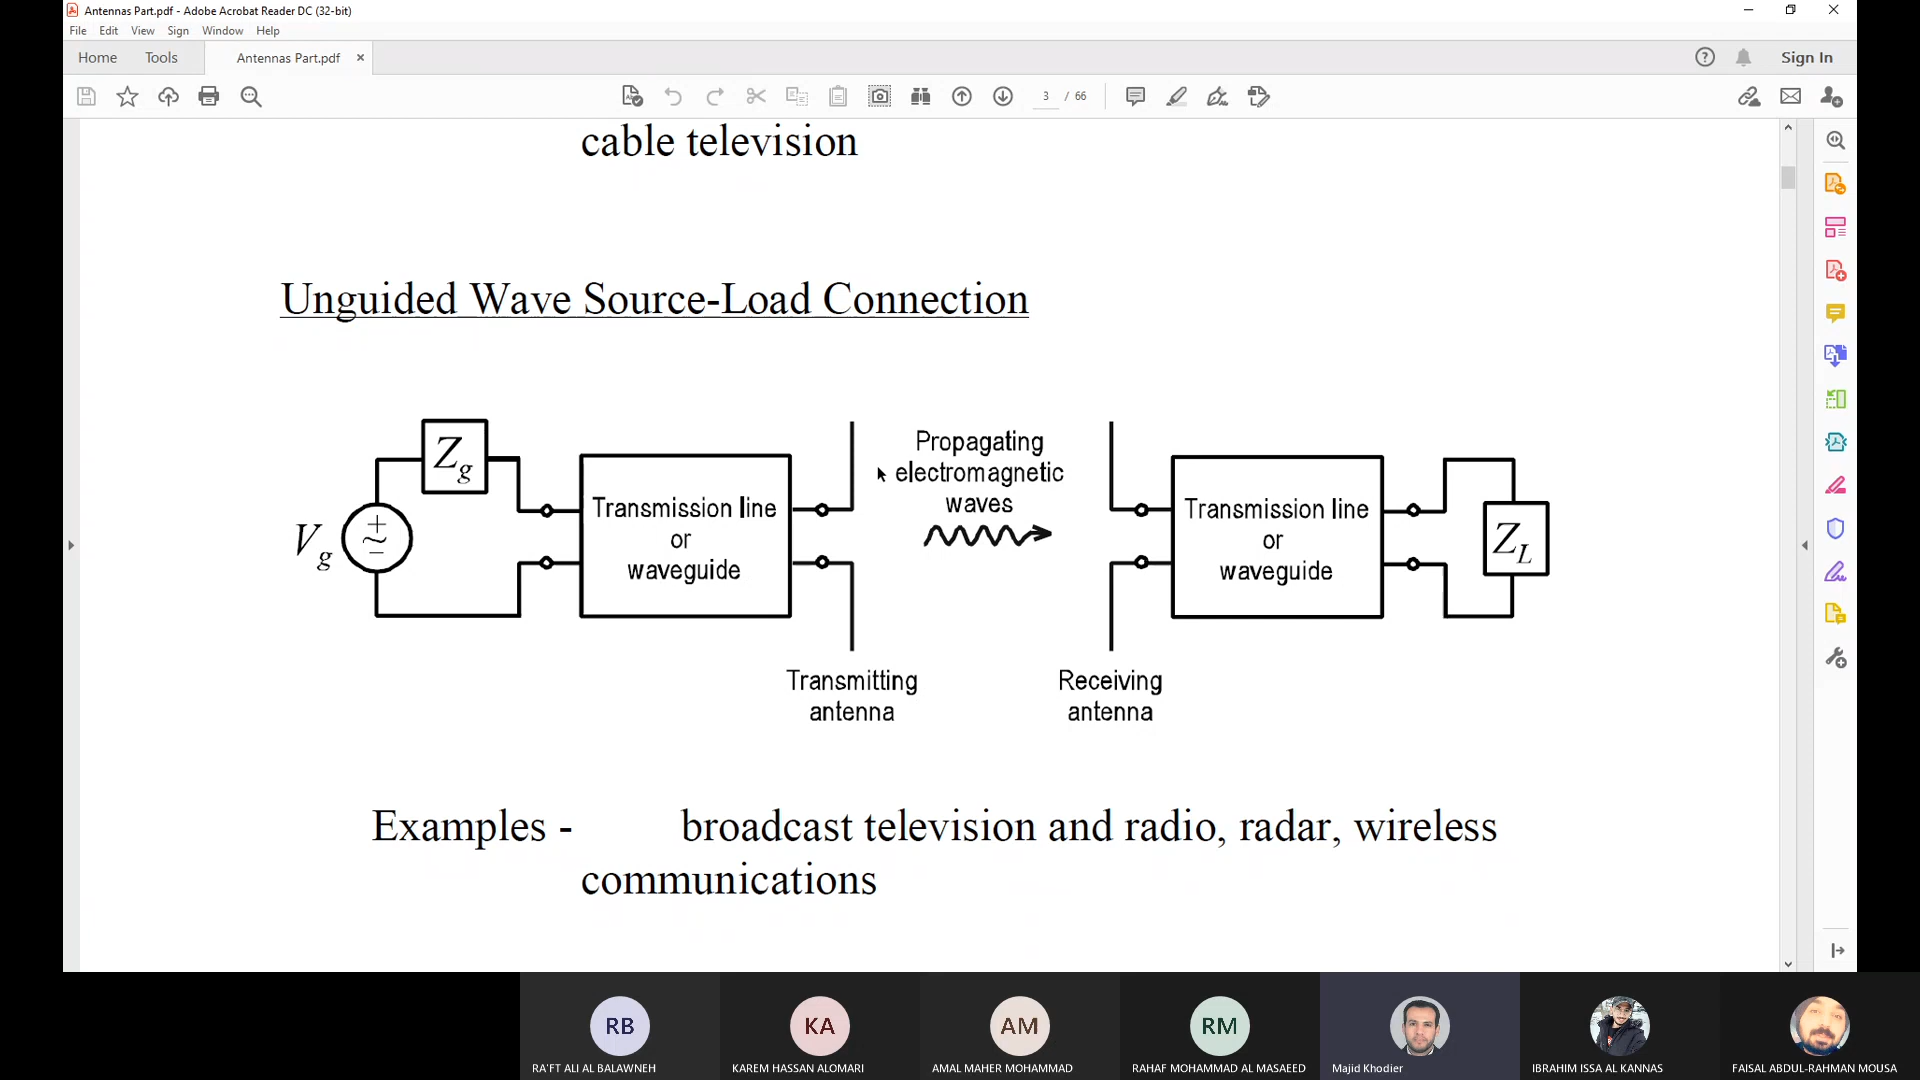 Antennas Part.pdf - Adobe Acrobat Reader DC (32-bit)
File Edit View Sign Window Help
Home Tools Antennas Part.pdf × Sign In
3 / 66
cable television
Unguided Wave Source-Load Connection
Zg
Propagating
electromagnetic
waves
Transmission line
or
waveguide
Transmission line
or
waveguide
Vg
+
~
−
ZL
Transmitting
antenna
Receiving
antenna
Examples - broadcast television and radio, radar, wireless
communications
RB KA AM RM
RA'FT ALI AL BALAWNEH KAREM HASSAN ALOMARI AMAL MAHER MOHAMMAD RAHAF MOHAMMAD AL MASAEED Majid Khodier IBRAHIM ISSA AL KANNAS FAISAL ABDUL-RAHMAN MOUSA